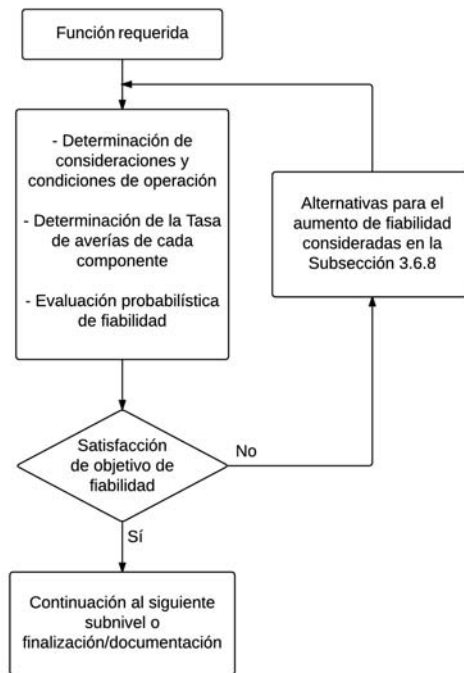 Función requerida
- Determinación de
consideraciones y
condiciones de operación
- Determinación de la Tasa
de averías de cada
componente
- Evaluación probabilística
de fiabilidad
Alternativas para el
aumento de fiabilidad
consideradas en la
Subsección 3.6.8
Satisfacción
de objetivo de
fiabilidad
No
Sí
Continuación al siguiente
subnivel o
finalización/documentación